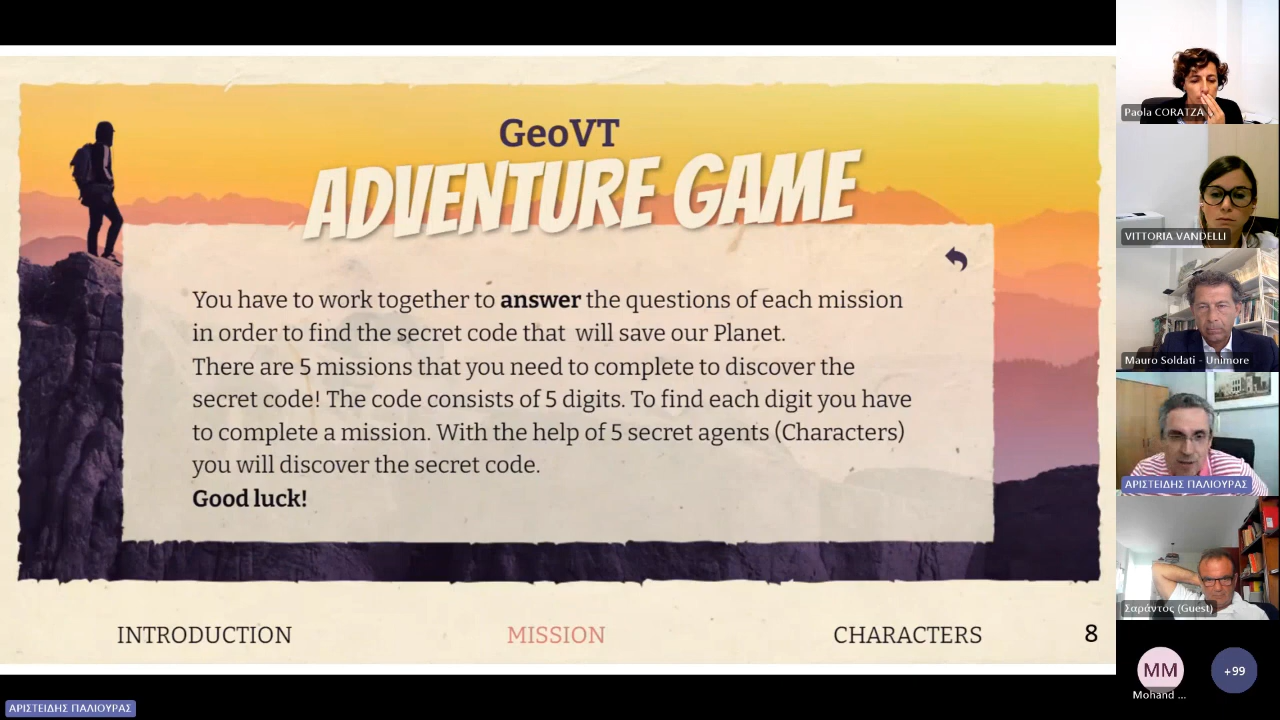 GeoVT
ADVENTURE GAME
You have to work together to answer the questions of each mission
in order to find the secret code that will save our Planet.
There are 5 missions that you need to complete to discover the
secret code! The code consists of 5 digits. To find each digit you have
to complete a mission. With the help of 5 secret agents (Characters)
you will discover the secret code.
Good luck!
INTRODUCTION
MISSION
CHARACTERS
8
ΑΡΙΣΤΕΙΔΗΣ ΠΑΛΙΟΥΡΑΣ
Paola CORATZA
VITTORIA VANDELLI
Mauro Soldati - Unimore
ΑΡΙΣΤΕΙΔΗΣ ΠΑΛΙΟΥΡΑΣ
Σαράντος (Guest)
MM
Mohand ...
+99